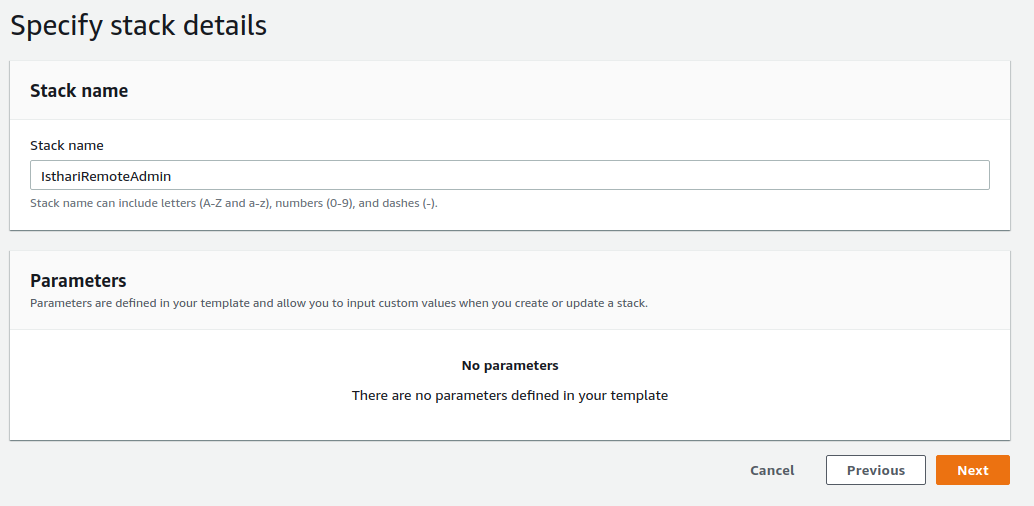 Specify stack details
Stack name
Stack name
IsthariRemoteAdmin
Stack name can include letters (A-Z and a-z), numbers (0-9), and dashes (-).
Parameters
Parameters are defined in your template and allow you to input custom values when you create or update a stack.
No parameters
There are no parameters defined in your template
Cancel Previous Next